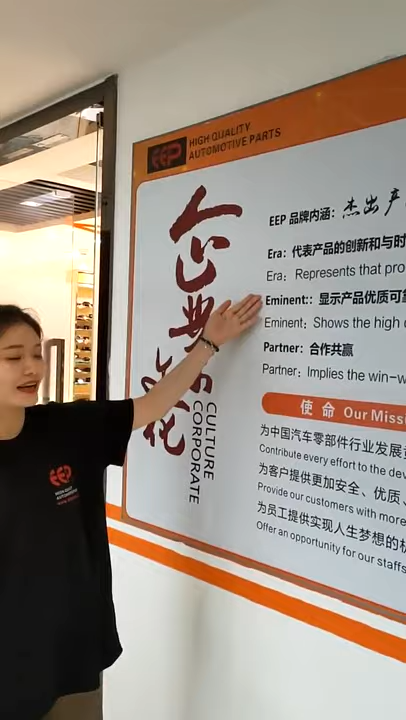 EEP HIGH QUALITY
AUTOMOTIVE PARTS
企业文化
CULTURE
CORPORATE
EEP 品牌内涵: 杰出产
Era: 代表产品的创新和与时
Era: Represents that pro
Eminent:: 显示产品优质可靠
Eminent: Shows the high
Partner: 合作共赢
Partner: Implies the win-w
使 命 Our Miss
为中国汽车零部件行业发展
Contribute every effort to the dev
为客户提供更加安全、优质、
Provide our customers with more
为员工提供实现人生梦想的机
Offer an opportunity for our staffs
EEP